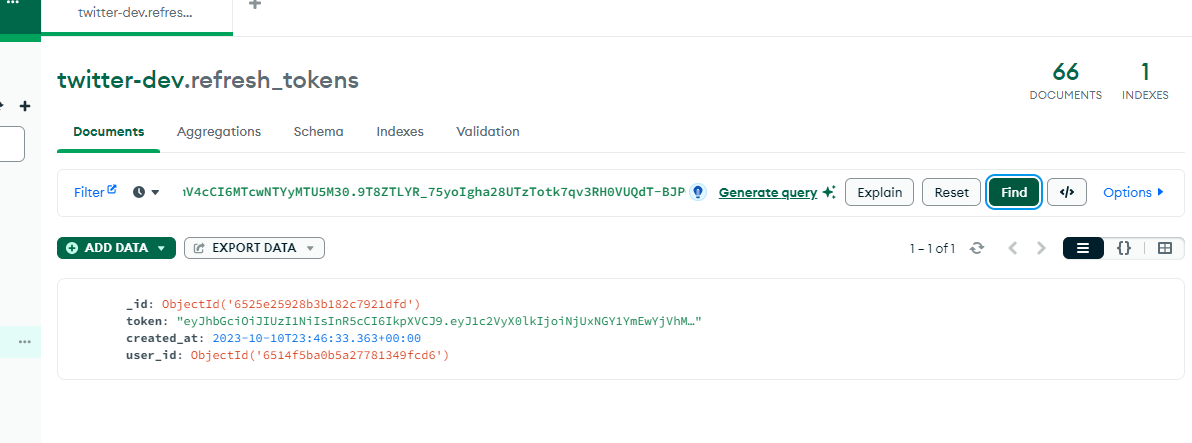 twitter-dev.refres...
twitter-dev.refresh_tokens
66
DOCUMENTS
1
INDEXES
Documents
Aggregations
Schema
Indexes
Validation
Filter
V4cCI6MTcwNTYyMTU5M30.9T8ZTLYR_75yoIgha28UTzTotk7qv3RH0VUQdT-BJP
Generate query
Explain
Reset
Find
</>
Options
ADD DATA
EXPORT DATA
1 – 1 of 1
{}
_id: ObjectId('6525e25928b3b182c7921dfd')
token: "eyJhbGciOiJIUzI1NiIsInR5cCI6IkpXVCJ9.eyJ1c2VyX0lkIjoiNjUxNGY1YmEwYjVhM…"
created_at: 2023-10-10T23:46:33.363+00:00
user_id: ObjectId('6514f5ba0b5a27781349fcd6')